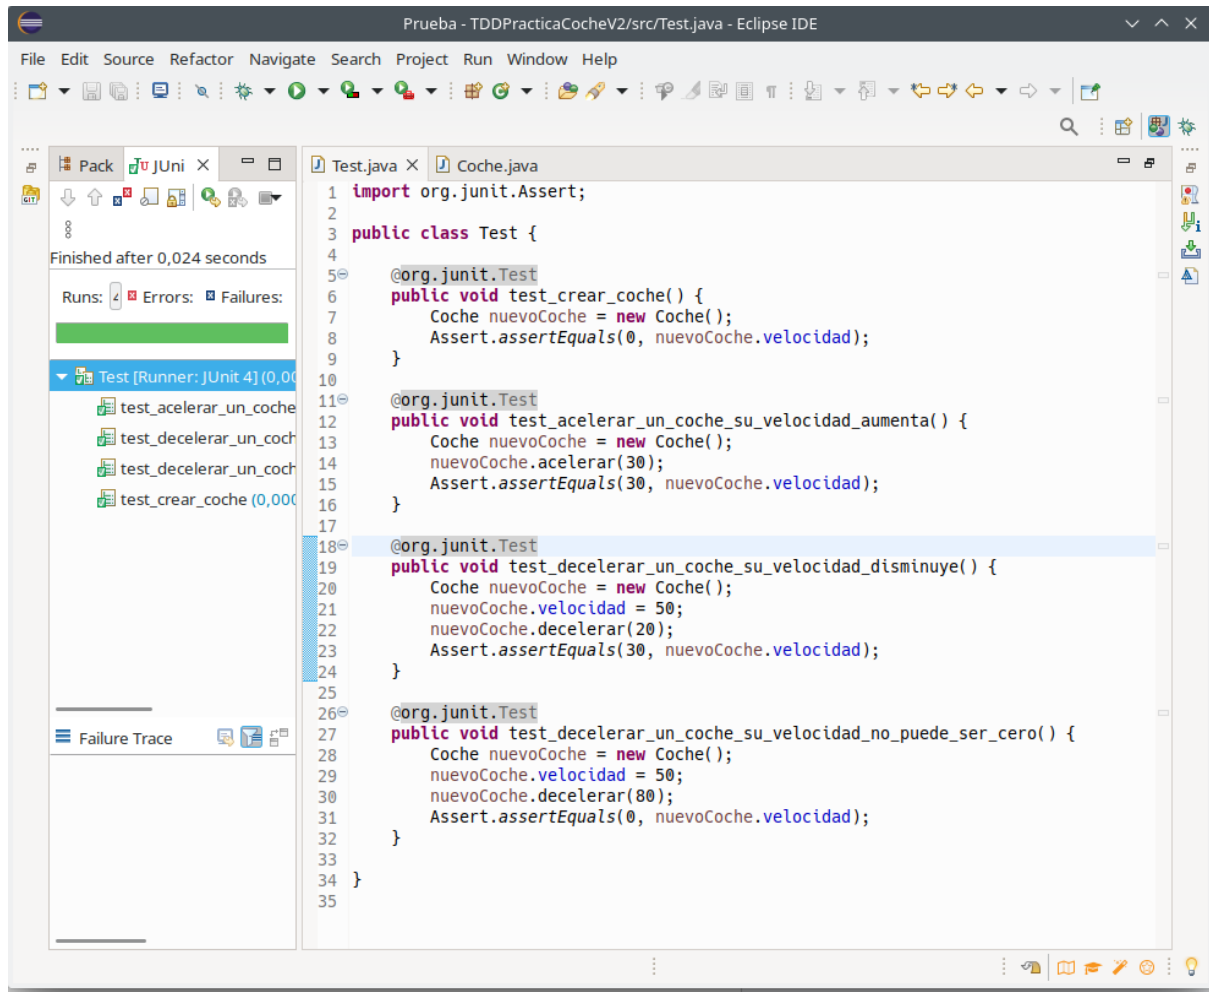 Prueba - TDDPracticaCocheV2/src/Test.java - Eclipse IDE
File Edit Source Refactor Navigate Search Project Run Window Help
Pack JUni
Test.java Coche.java
Finished after 0,024 seconds
Runs: Errors: Failures:
Test [Runner: JUnit 4] (0,00
test_acelerar_un_coche
test_decelerar_un_coch
test_decelerar_un_coch
test_crear_coche (0,000
Failure Trace
1 import org.junit.Assert;
2
3 public class Test {
4
5 @org.junit.Test
6 public void test_crear_coche() {
7 Coche nuevoCoche = new Coche();
8 Assert.assertEquals(0, nuevoCoche.velocidad);
9 }
10
11 @org.junit.Test
12 public void test_acelerar_un_coche_su_velocidad_aumenta() {
13 Coche nuevoCoche = new Coche();
14 nuevoCoche.acelerar(30);
15 Assert.assertEquals(30, nuevoCoche.velocidad);
16 }
17
18 @org.junit.Test
19 public void test_decelerar_un_coche_su_velocidad_disminuye() {
20 Coche nuevoCoche = new Coche();
21 nuevoCoche.velocidad = 50;
22 nuevoCoche.decelerar(20);
23 Assert.assertEquals(30, nuevoCoche.velocidad);
24 }
25
26 @org.junit.Test
27 public void test_decelerar_un_coche_su_velocidad_no_puede_ser_cero() {
28 Coche nuevoCoche = new Coche();
29 nuevoCoche.velocidad = 50;
30 nuevoCoche.decelerar(80);
31 Assert.assertEquals(0, nuevoCoche.velocidad);
32 }
33
34 }
35